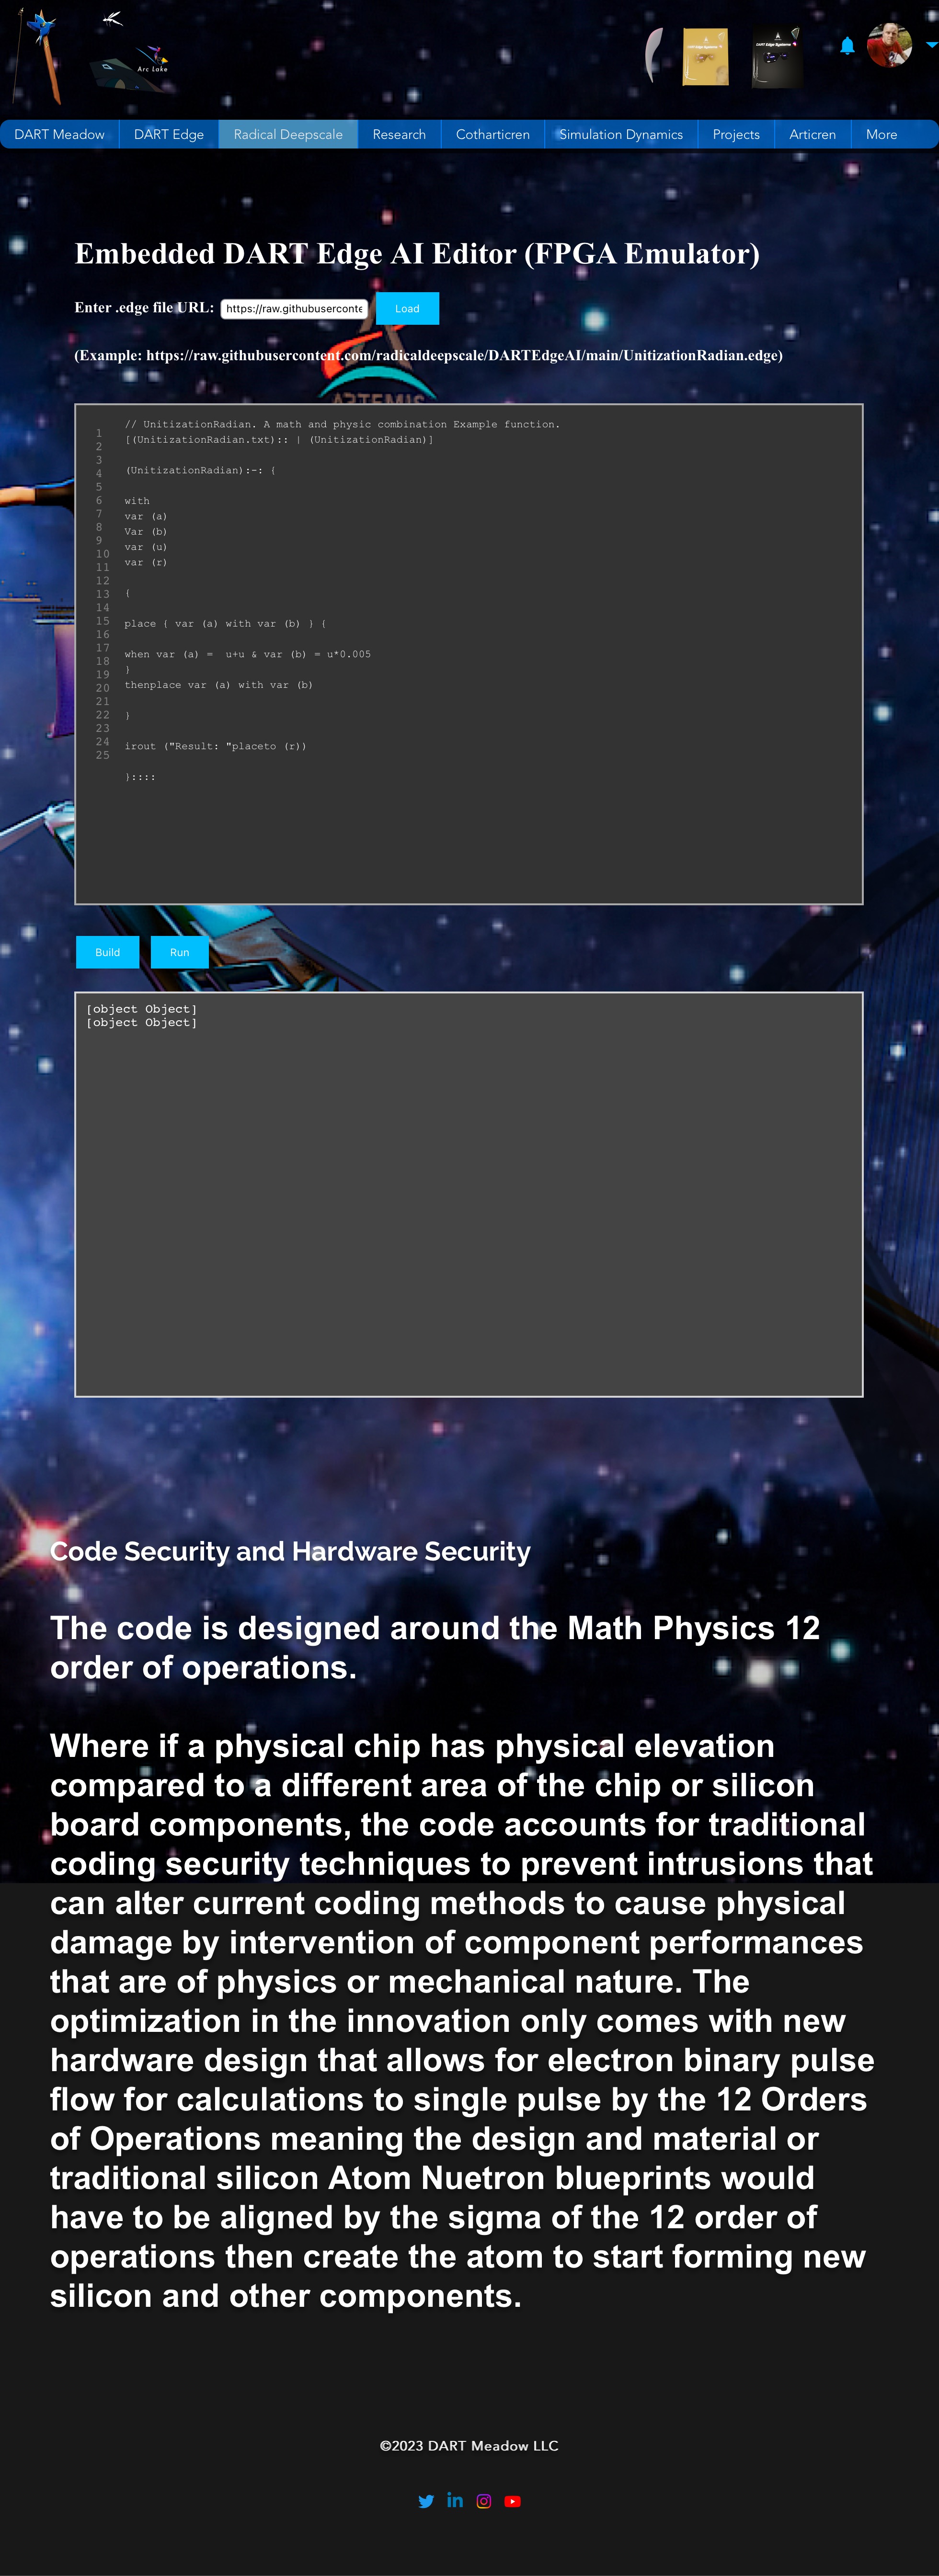 Arc Lake
DART Edge Systems
DART Edge Systems
DART Meadow
DART Edge
Radical Deepscale
Research
Cotharticren
Simulation Dynamics
Projects
Articren
More
Embedded DART Edge AI Editor (FPGA Emulator)
Enter .edge file URL: https://raw.githubuserconte Load
(Example: https://raw.githubusercontent.com/radicaldeepscale/DARTEdgeAI/main/UnitizationRadian.edge)
ARTEMIS
1
2
3
4
5
6
7
8
9
10
11
12
13
14
15
16
17
18
19
20
21
22
23
24
25
// UnitizationRadian. A math and physic combination Example function.
[(UnitizationRadian.txt):: | (UnitizationRadian)]
(UnitizationRadian):-: {
with
var (a)
Var (b)
var (u)
var (r)
{
place { var (a) with var (b) } {
when var (a) =  u+u & var (b) = u*0.005
}
thenplace var (a) with var (b)
}
irout ("Result: "placeto (r))
}::::
Build
Run
[object Object]
[object Object]
Code Security and Hardware Security
The code is designed around the Math Physics 12
order of operations.
Where if a physical chip has physical elevation
compared to a different area of the chip or silicon
board components, the code accounts for traditional
coding security techniques to prevent intrusions that
can alter current coding methods to cause physical
damage by intervention of component performances
that are of physics or mechanical nature. The
optimization in the innovation only comes with new
hardware design that allows for electron binary pulse
flow for calculations to single pulse by the 12 Orders
of Operations meaning the design and material or
traditional silicon Atom Nuetron blueprints would
have to be aligned by the sigma of the 12 order of
operations then create the atom to start forming new
silicon and other components.
©2023 DART Meadow LLC